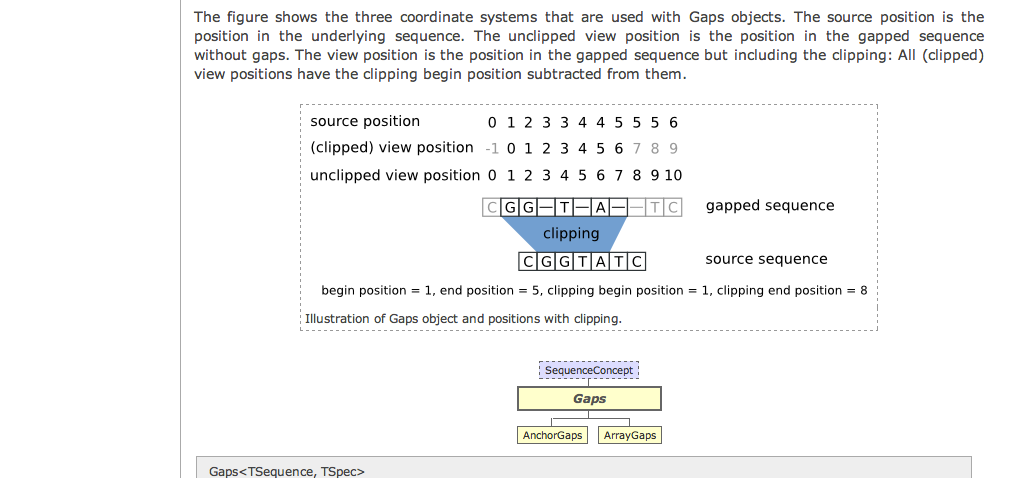 The figure shows the three coordinate systems that are used with Gaps objects. The source position is the
position in the underlying sequence. The unclipped view position is the position in the gapped sequence
without gaps. The view position is the position in the gapped sequence but including the clipping: All (clipped)
view positions have the clipping begin position subtracted from them.
source position 0 1 2 3 3 4 4 5 5 5 6
(clipped) view position -1 0 1 2 3 4 5 6 7 8 9
unclipped view position 0 1 2 3 4 5 6 7 8 9 10
C G G — T — A — — T C gapped sequence
clipping
C G G T A T C source sequence
begin position = 1, end position = 5, clipping begin position = 1, clipping end position = 8
Illustration of Gaps object and positions with clipping.
SequenceConcept
Gaps
AnchorGaps ArrayGaps
Gaps<TSequence, TSpec>